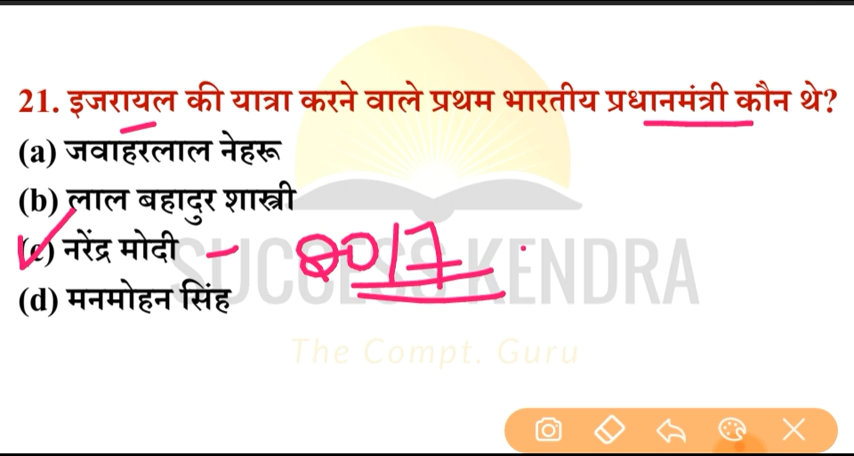 21. इजरायल की यात्रा करने वाले प्रथम भारतीय प्रधानमंत्री कौन थे?
(a) जवाहरलाल नेहरू
(b) लाल बहादुर शास्त्री
(c) नरेंद्र मोदी - 2017
(d) मनमोहन सिंह
SUCCESS KENDRA
The Compt. Guru